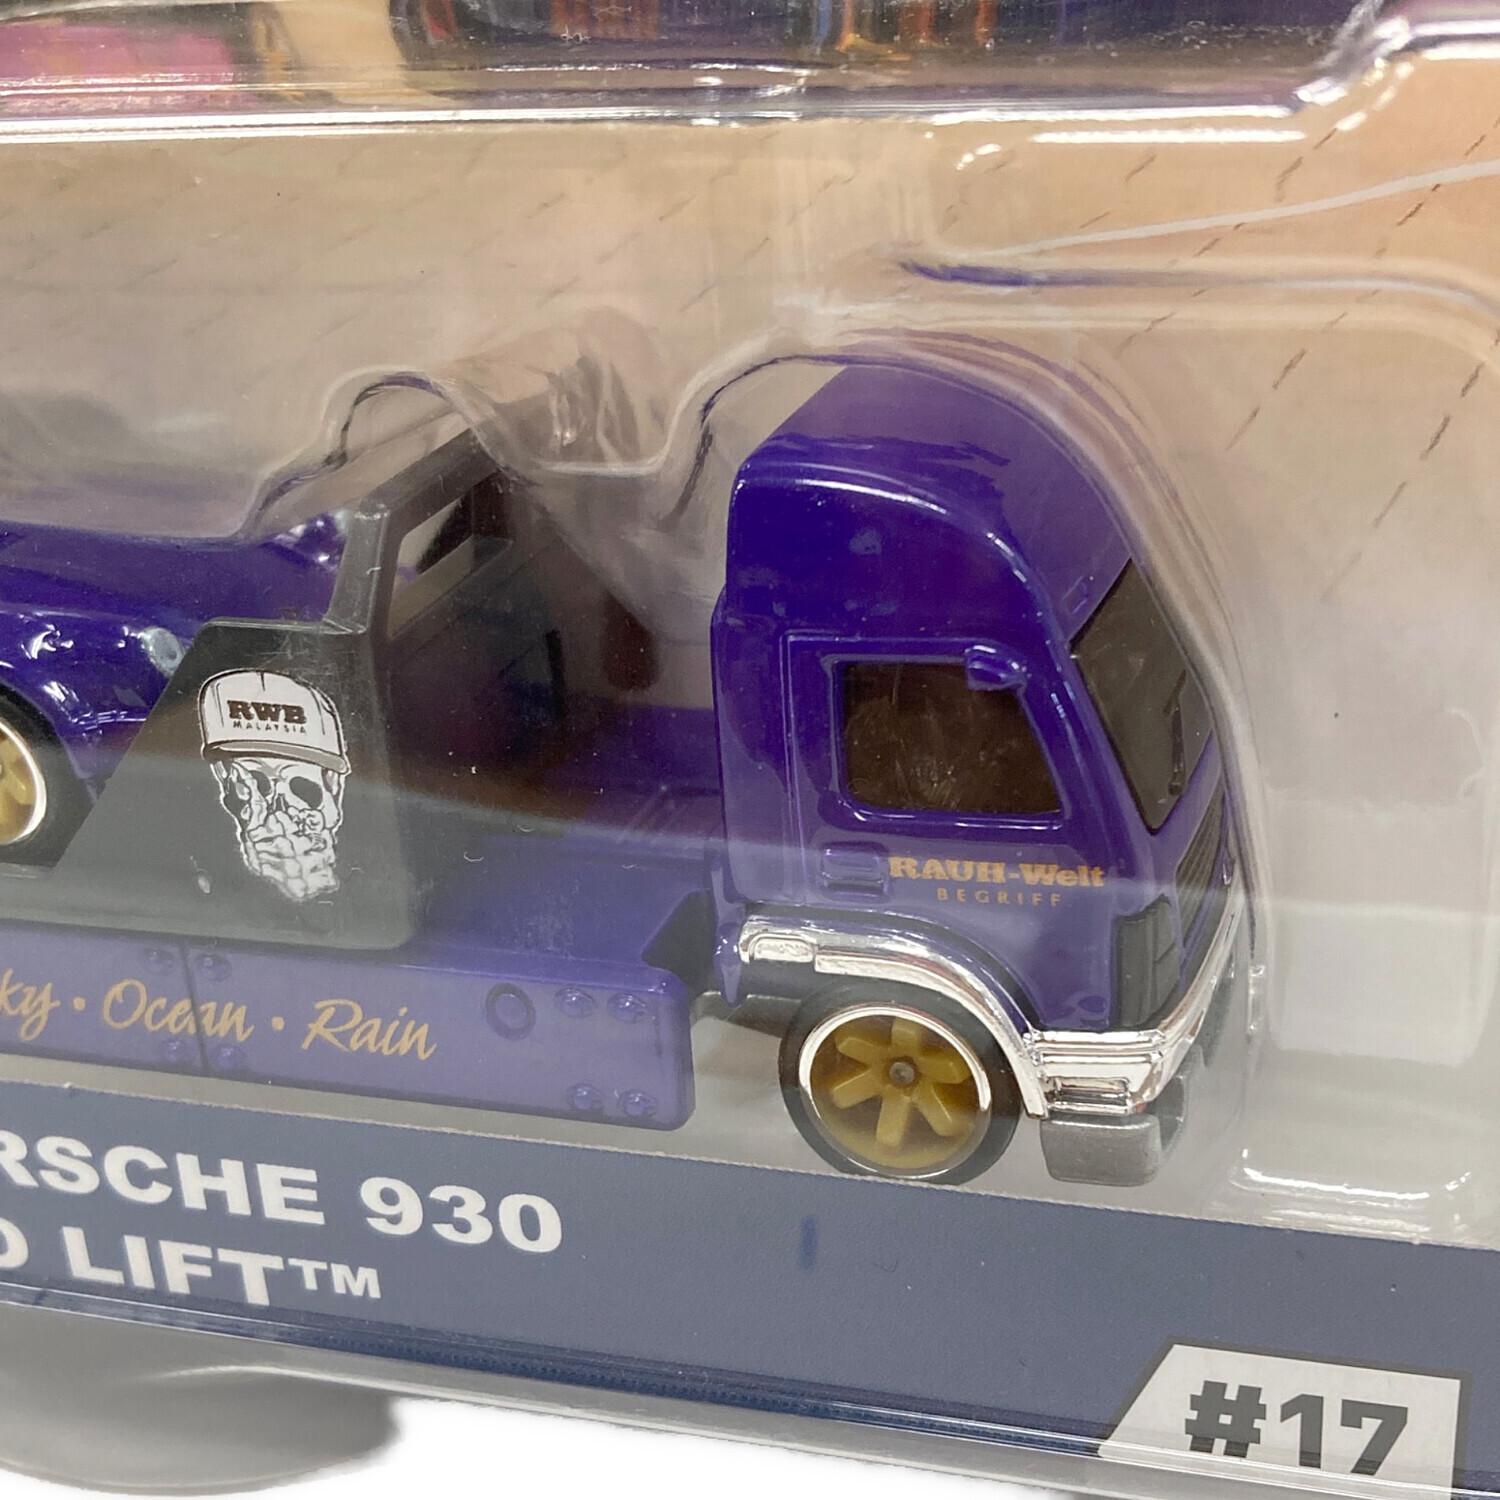 RWB
MALAYSIA
RAUH-Welt
BEGRIFF
ky • Ocean • Rain
RSCHE 930
O LIFT™
#17